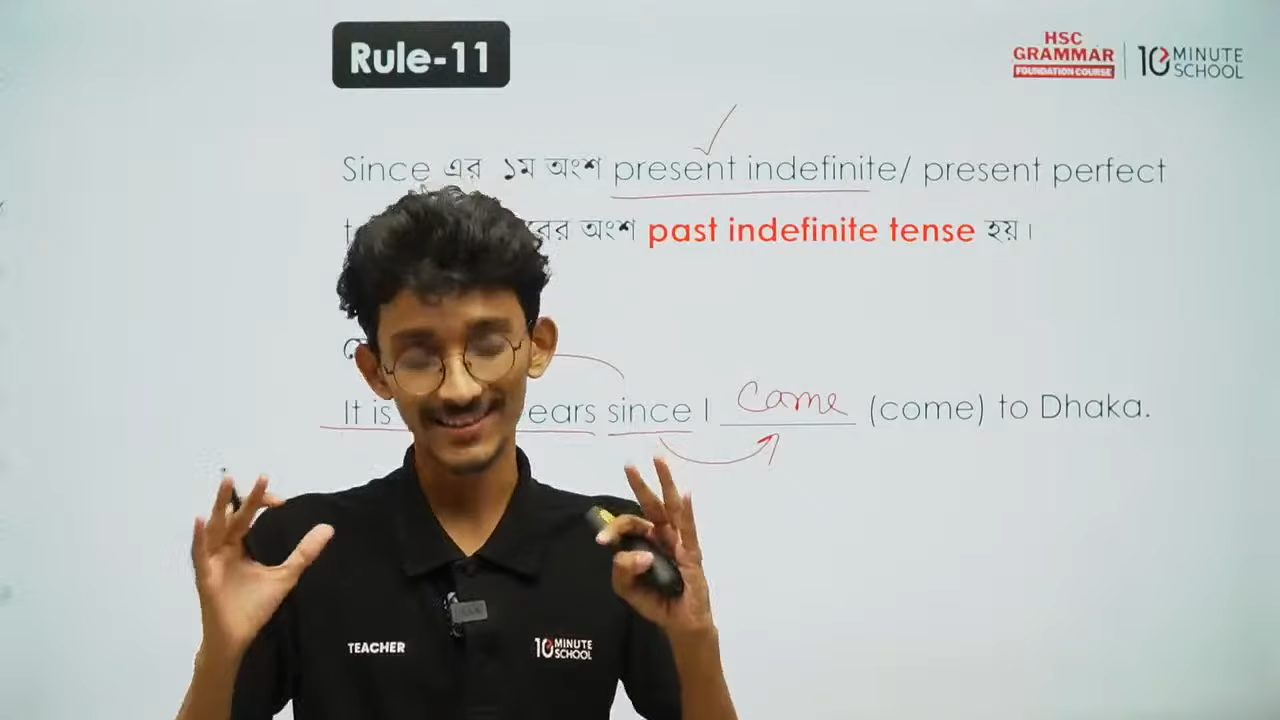 Rule-11
HSC
GRAMMAR
FOUNDATION COURSE
10 MINUTE
SCHOOL
Since এর ১ম অংশ present indefinite/ present perfect
অংশ past indefinite tense হয়।
It is since I came (come) to Dhaka.
TEACHER
10 MINUTE
SCHOOL